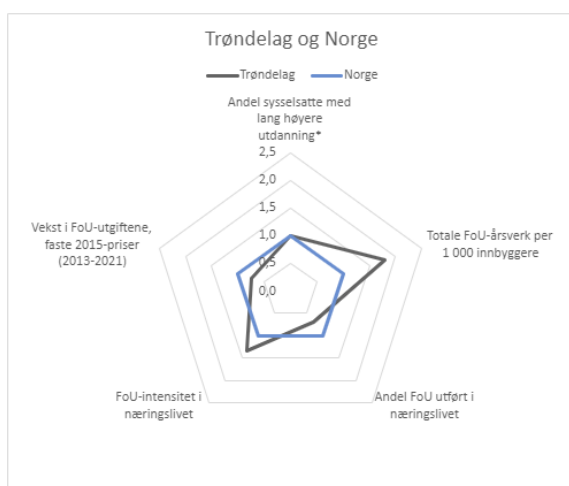 Trøndelag og Norge
Trøndelag
Norge
Andel sysselsatte med
lang høyere
utdanning*
2,5
2,0
1,5
1,0
0,5
0,0
Totale FoU-årsverk per
1 000 innbyggere
Andel FoU utført i
næringslivet
FoU-intensitet i
næringslivet
Vekst i FoU-utgiftene,
faste 2015-priser
(2013-2021)